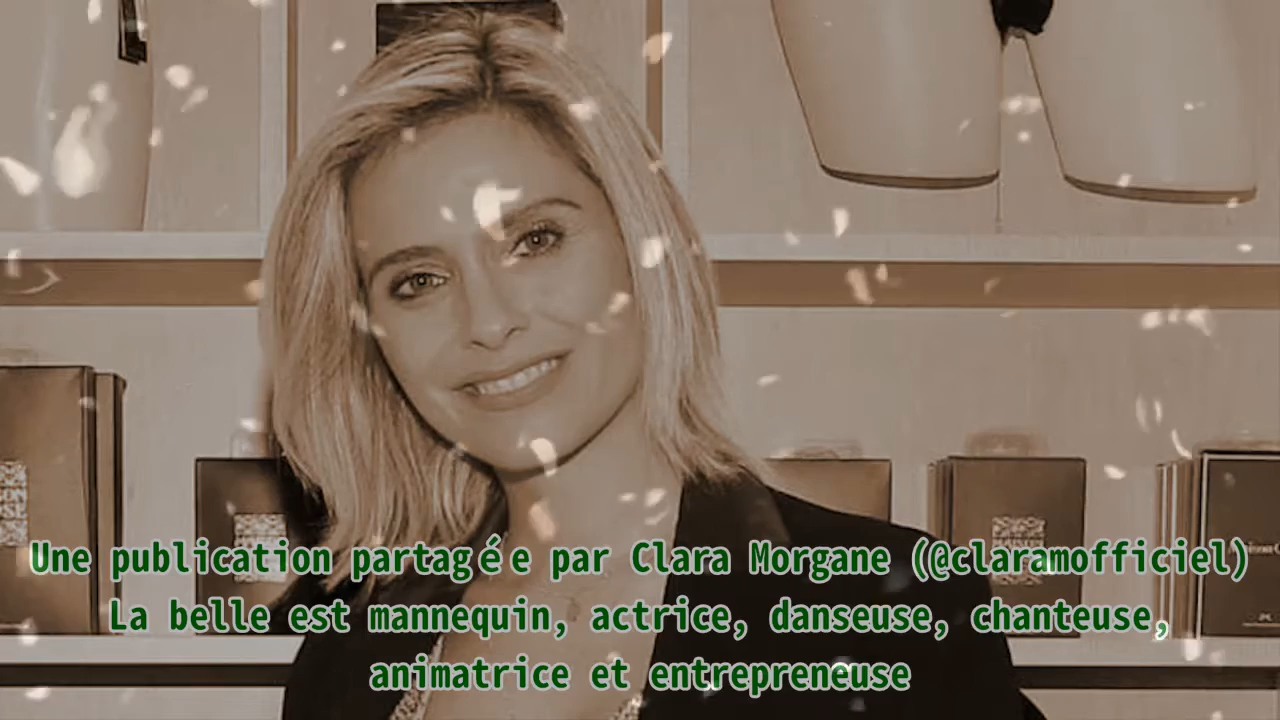 Une publication partagée par Clara Morgane (@claramofficiel)
La belle est mannequin, actrice, danseuse, chanteuse,
animatrice et entrepreneuse